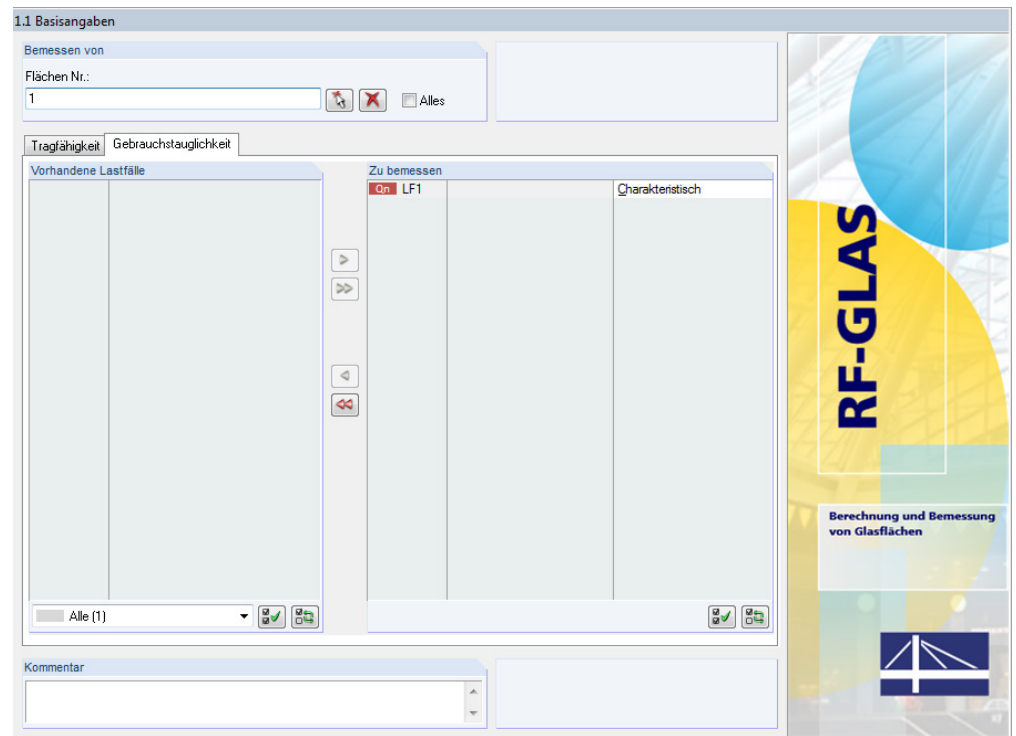 1.1 Basisangaben
Bemessen von
Flächen Nr.:
1
Alles
Tragfähigkeit
Gebrauchstauglichkeit
Vorhandene Lastfälle
Zu bemessen
Qn LF1 Charakteristisch
Alle (1)
Kommentar
RF-GLAS
Berechnung und Bemessung
von Glasflächen